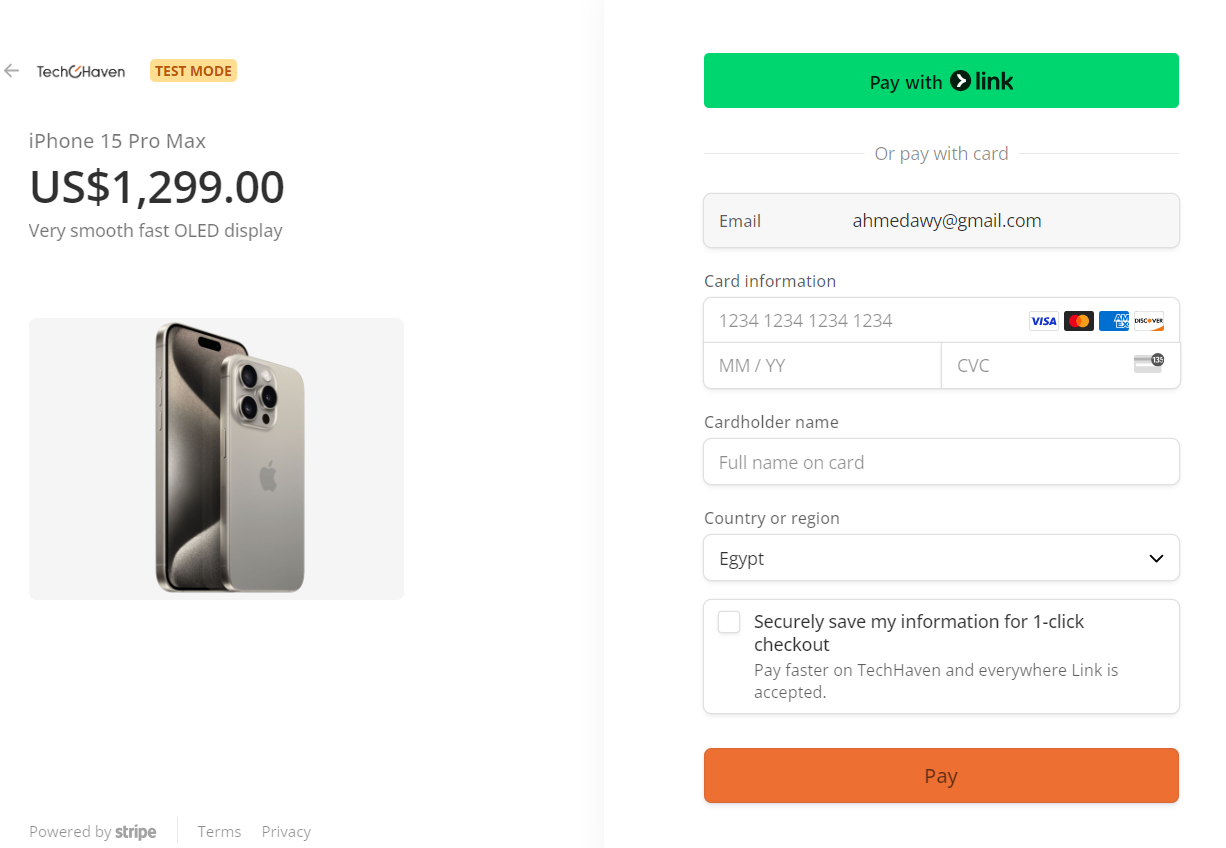 TechHaven TEST MODE
iPhone 15 Pro Max
US$1,299.00
Very smooth fast OLED display
Powered by stripe Terms Privacy
Pay with link
Or pay with card
Email ahmedawy@gmail.com
Card information
1234 1234 1234 1234 VISA AM EX DISCOVER
MM / YY CVC 135
Cardholder name
Full name on card
Country or region
Egypt
Securely save my information for 1-click
checkout
Pay faster on TechHaven and everywhere Link is
accepted.
Pay